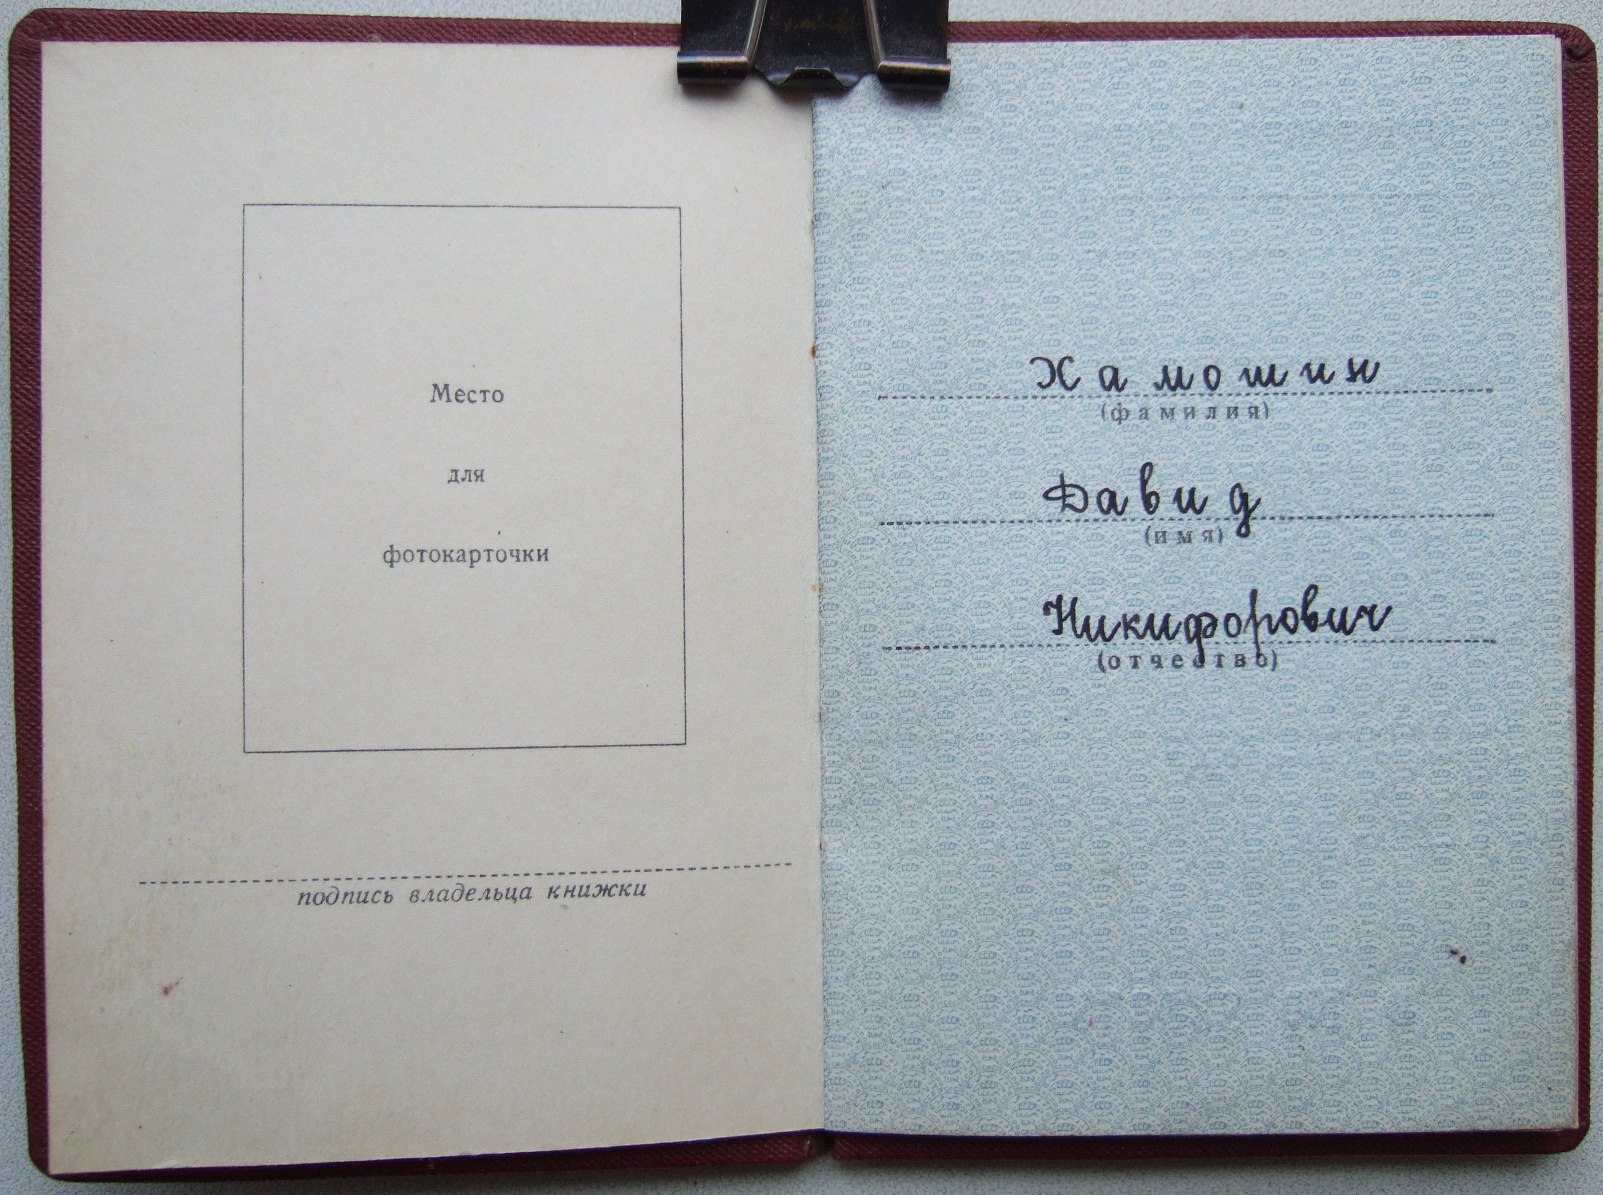 Место
для
фотокарточки
подпись владельца книжки
Хамошин
(фамилия)
Давид
(имя)
Никифорович
(отчество)